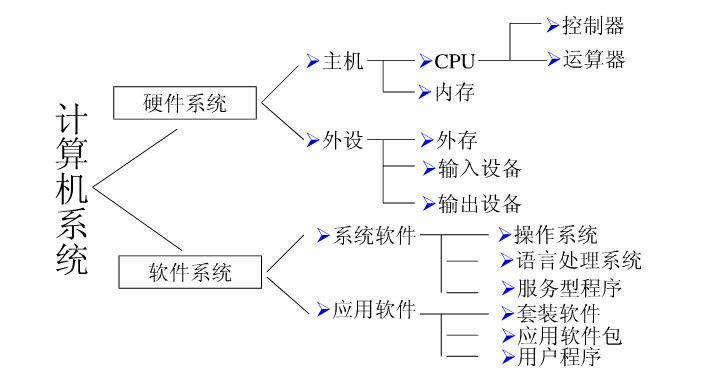 计算机系统
硬件系统
主机
CPU
控制器
运算器
内存
外设
外存
输入设备
输出设备
软件系统
系统软件
操作系统
语言处理系统
服务型程序
应用软件
套装软件
应用软件包
用户程序